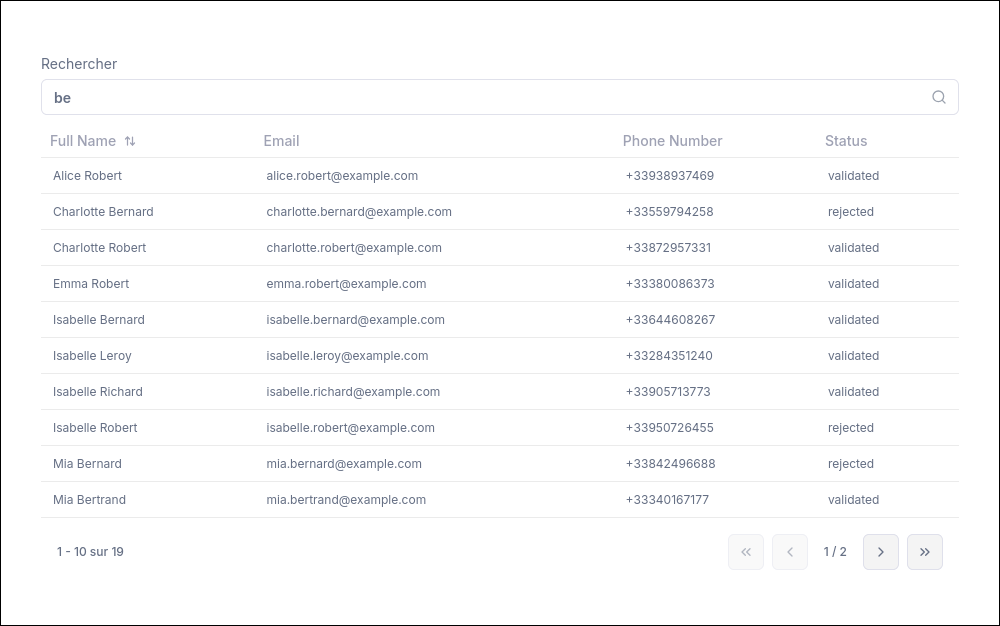 Rechercher
be
Full Name Email Phone Number Status
Alice Robert alice.robert@example.com +33938937469 validated
Charlotte Bernard charlotte.bernard@example.com +33559794258 rejected
Charlotte Robert charlotte.robert@example.com +33872957331 validated
Emma Robert emma.robert@example.com +33380086373 validated
Isabelle Bernard isabelle.bernard@example.com +33644608267 validated
Isabelle Leroy isabelle.leroy@example.com +33284351240 validated
Isabelle Richard isabelle.richard@example.com +33905713773 validated
Isabelle Robert isabelle.robert@example.com +33950726455 rejected
Mia Bernard mia.bernard@example.com +33842496688 rejected
Mia Bertrand mia.bertrand@example.com +33340167177 validated
1 - 10 sur 19 1 / 2